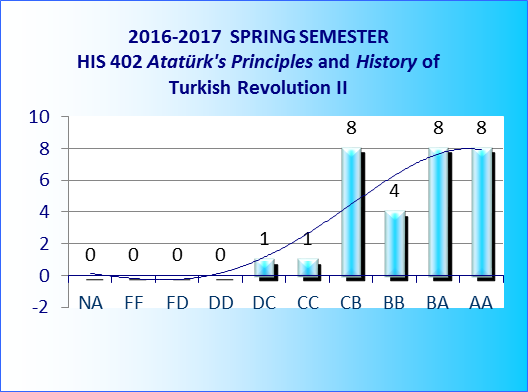 2016-2017 SPRING SEMESTER
HIS 402 Atatürk's Principles and History of
Turkish Revolution II
10
8
6
4
2
0
-2
0 0 0 0 1 1 8 4 8 8
NA FF FD DD DC CC CB BB BA AA